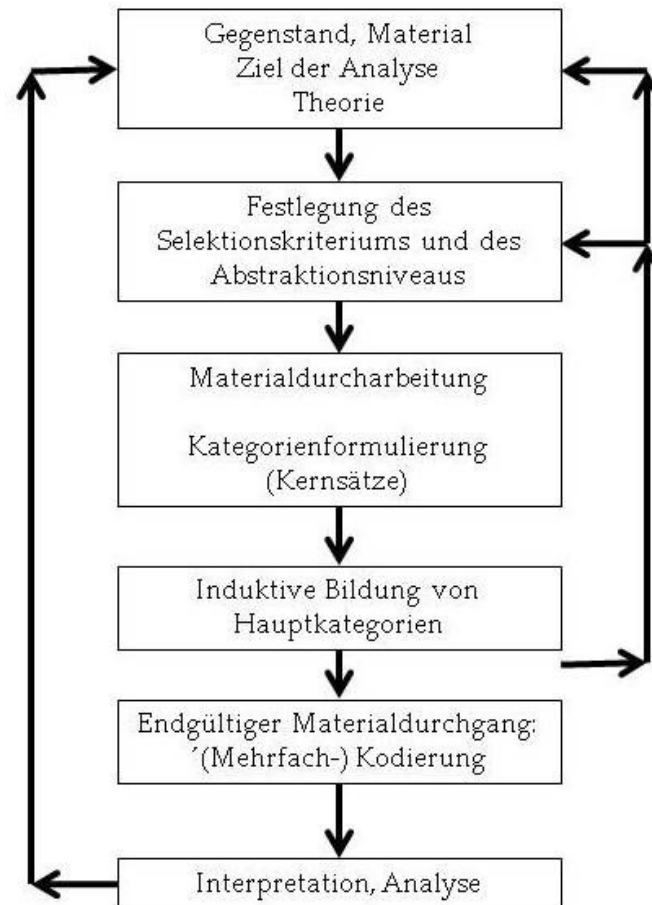 Gegenstand, Material
Ziel der Analyse
Theorie
Festlegung des
Selektionskriteriums und des
Abstraktionsniveaus
Materialdurcharbeitung
Kategorienformulierung
(Kernsätze)
Induktive Bildung von
Hauptkategorien
Endgültiger Materialdurchgang:
´(Mehrfach-) Kodierung
Interpretation, Analyse